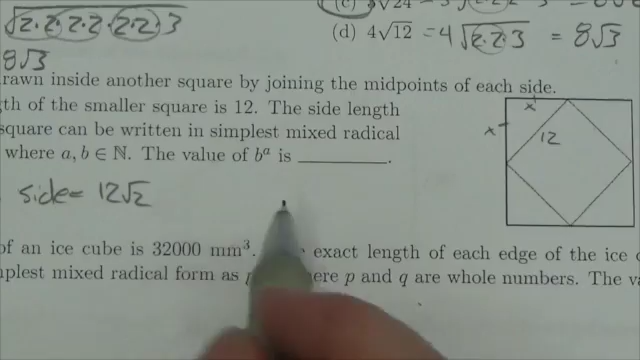 √2·2·2·2·2·2·3
(d) 4√12 = 4√2·2·3 = 8√3
8√3
rawn inside another square by joining the midpoints of each side.
gth of the smaller square is 12. The side length
square can be written in simplest mixed radical
where a, b ∈ ℕ. The value of bᵃ is ________.
x
x
12
side = 12√2
of an ice cube is 32000 mm³. exact length of each edge of the ice
plest mixed radical form as here p and q are whole numbers. The va